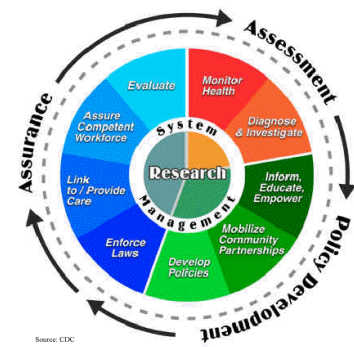 Assessment
Policy Development
Assurance
Monitor
Health
Diagnose
& Investigate
Inform,
Educate,
Empower
Mobilize
Community
Partnerships
Develop
Policies
Enforce
Laws
Link
to / Provide
Care
Assure
Competent
Workforce
Evaluate
System
Management
Research
Source: CDC